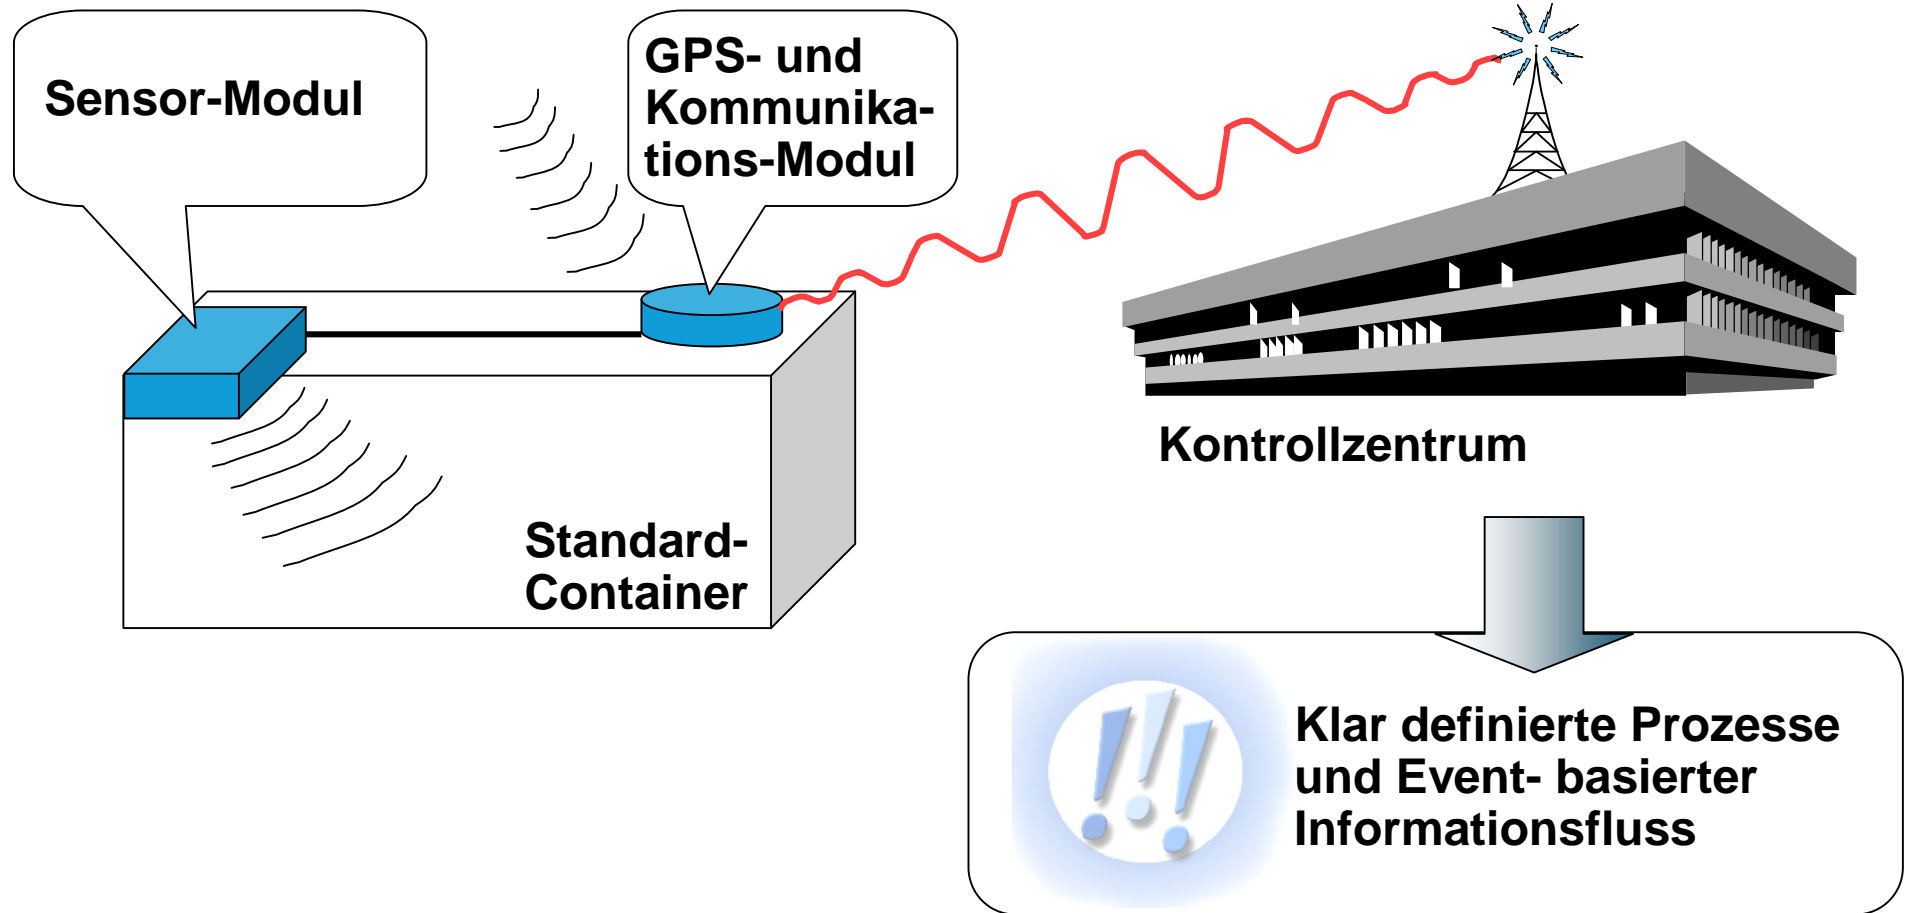 Sensor-Modul
GPS- und
Kommunika-
tions-Modul
Kontrollzentrum
Standard-
Container
Klar definierte Prozesse
und Event- basierter
Informationsfluss